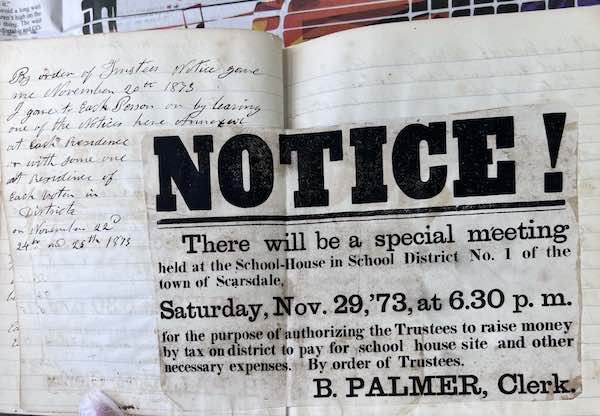 By order of Trustees Notice gave
me November 20th 1873
I gave to Each Person or by leaving
one of the Notices here Annexed
at Each Residence
or with some one
at Residence of
Each Voter in
District
on November 22d
24th and 25th 1873
NOTICE!
There will be a special meeting
held at the School-House in School District No. 1 of the
town of Scarsdale,
Saturday, Nov. 29,'73, at 6.30 p. m.
for the purpose of authorizing the Trustees to raise money
by tax on district to pay for school house site and other
necessary expenses. By order of Trustees.
B. PALMER, Clerk.